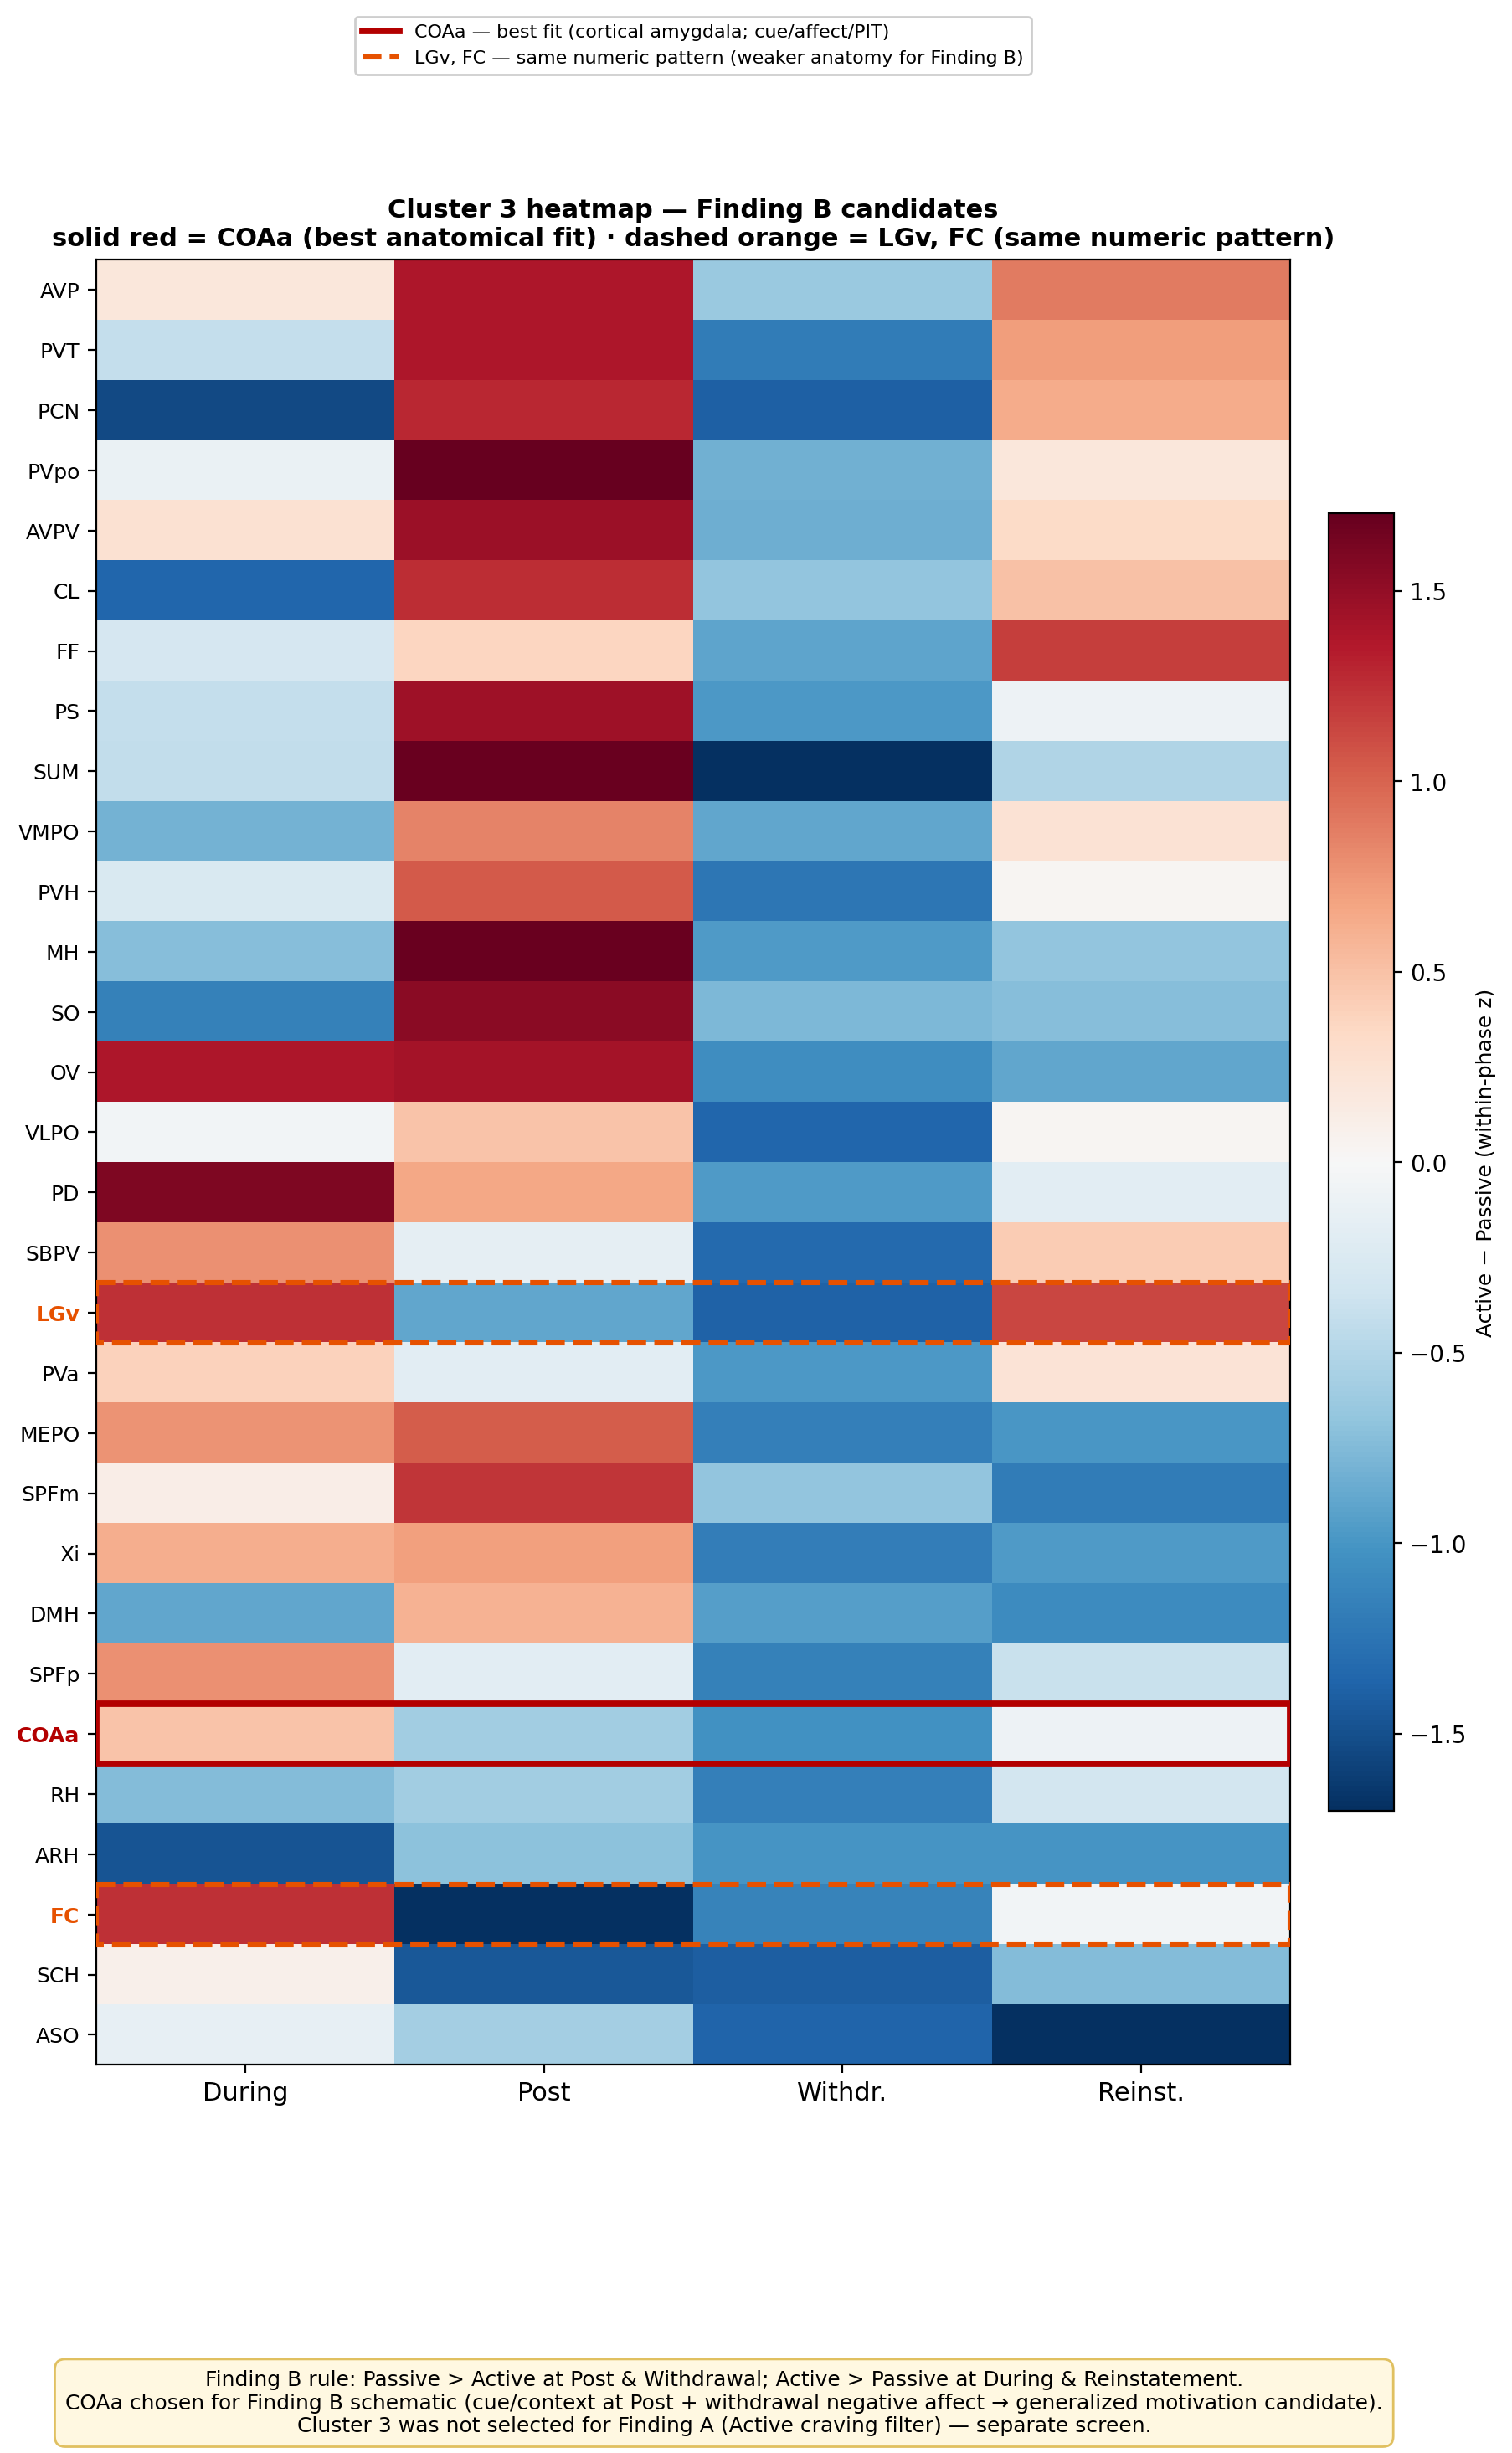 COAa — best fit (cortical amygdala; cue/affect/PIT)
LGv, FC — same numeric pattern (weaker anatomy for Finding B)
Cluster 3 heatmap — Finding B candidates
solid red = COAa (best anatomical fit) · dashed orange = LGv, FC (same numeric pattern)
AVP
PVT
PCN
PVpo
AVPV
CL
FF
PS
SUM
VMPO
PVH
MH
SO
OV
VLPO
PD
SBPV
LGv
PVa
MEPO
SPFm
Xi
DMH
SPFp
COAa
RH
ARH
FC
SCH
ASO
During
Post
Withdr.
Reinst.
1.5
1.0
0.5
0.0
−0.5
−1.0
−1.5
Active − Passive (within-phase z)
Finding B rule: Passive > Active at Post & Withdrawal; Active > Passive at During & Reinstatement.
COAa chosen for Finding B schematic (cue/context at Post + withdrawal negative affect → generalized motivation candidate).
Cluster 3 was not selected for Finding A (Active craving filter) — separate screen.